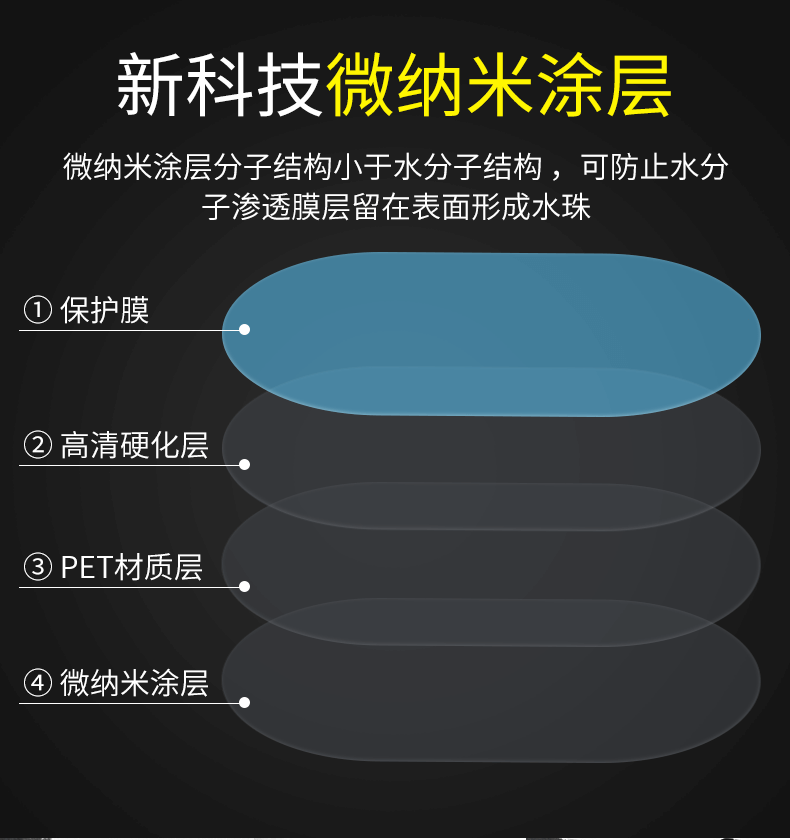 新科技微纳米涂层
微纳米涂层分子结构小于水分子结构，可防止水分
子渗透膜层留在表面形成水珠
① 保护膜
② 高清硬化层
③ PET材质层
④ 微纳米涂层